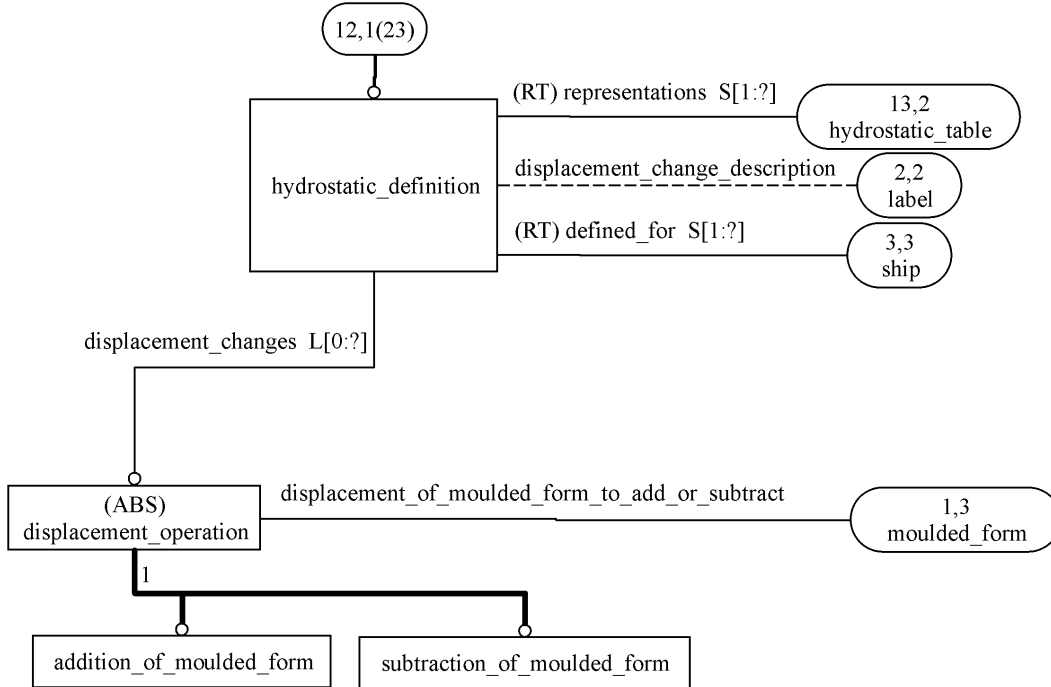 12,1(23)
(RT) representations S[1:?]
13,2
hydrostatic_table
hydrostatic_definition
displacement_change_description
2,2
label
(RT) defined_for S[1:?]
3,3
ship
displacement_changes L[0:?]
(ABS)
displacement_operation
displacement_of_moulded_form_to_add_or_subtract
1,3
moulded_form
1
addition_of_moulded_form
subtraction_of_moulded_form